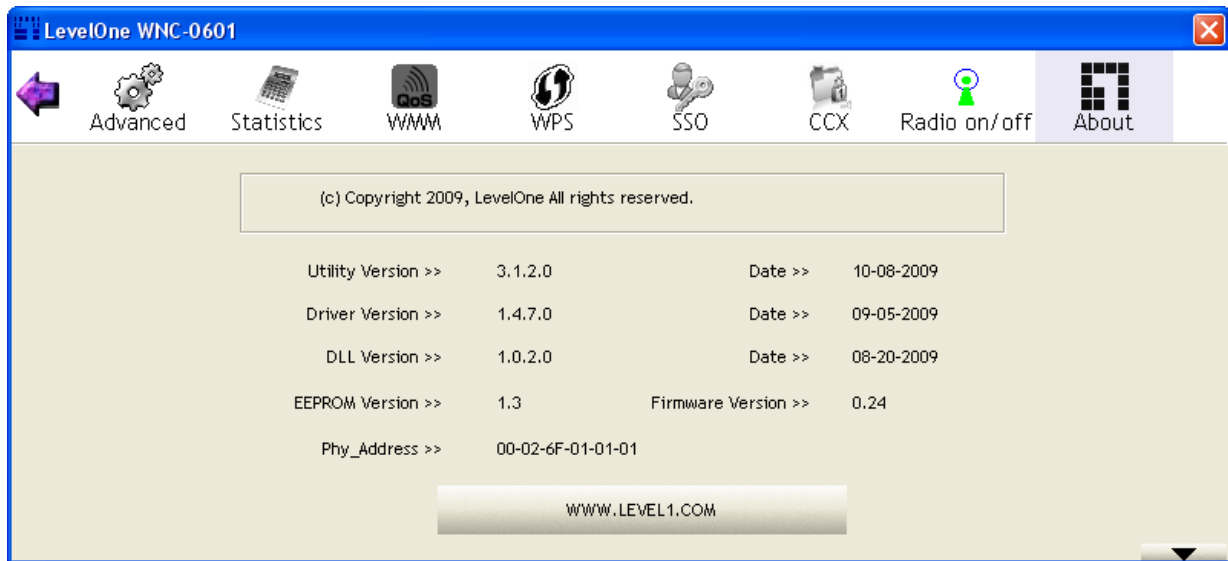 LevelOne WNC-0601
Advanced Statistics QoS WMM WPS SSO CCX Radio on/off About
(c) Copyright 2009, LevelOne All rights reserved.
Utility Version >> 3.1.2.0 Date >> 10-08-2009
Driver Version >> 1.4.7.0 Date >> 09-05-2009
DLL Version >> 1.0.2.0 Date >> 08-20-2009
EEPROM Version >> 1.3 Firmware Version >> 0.24
Phy_Address >> 00-02-6F-01-01-01
WWW.LEVEL1.COM